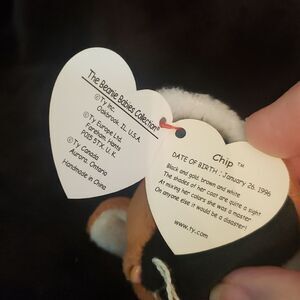 The Beanie Babies Collection®
© Ty Inc.
Oakbrook, IL. U.S.A.
© Ty Europe Ltd.
Fareham, Hants
PO15 5TX, U.K.
© Ty Canada
Aurora, Ontario
Handmade in China
Chip ™
DATE OF BIRTH : January 26, 1996
Black and gold, brown and white
The shades of her coat are quite a sight
At mixing her colors she was a master
On anyone else it would be a disaster!
www.ty.com